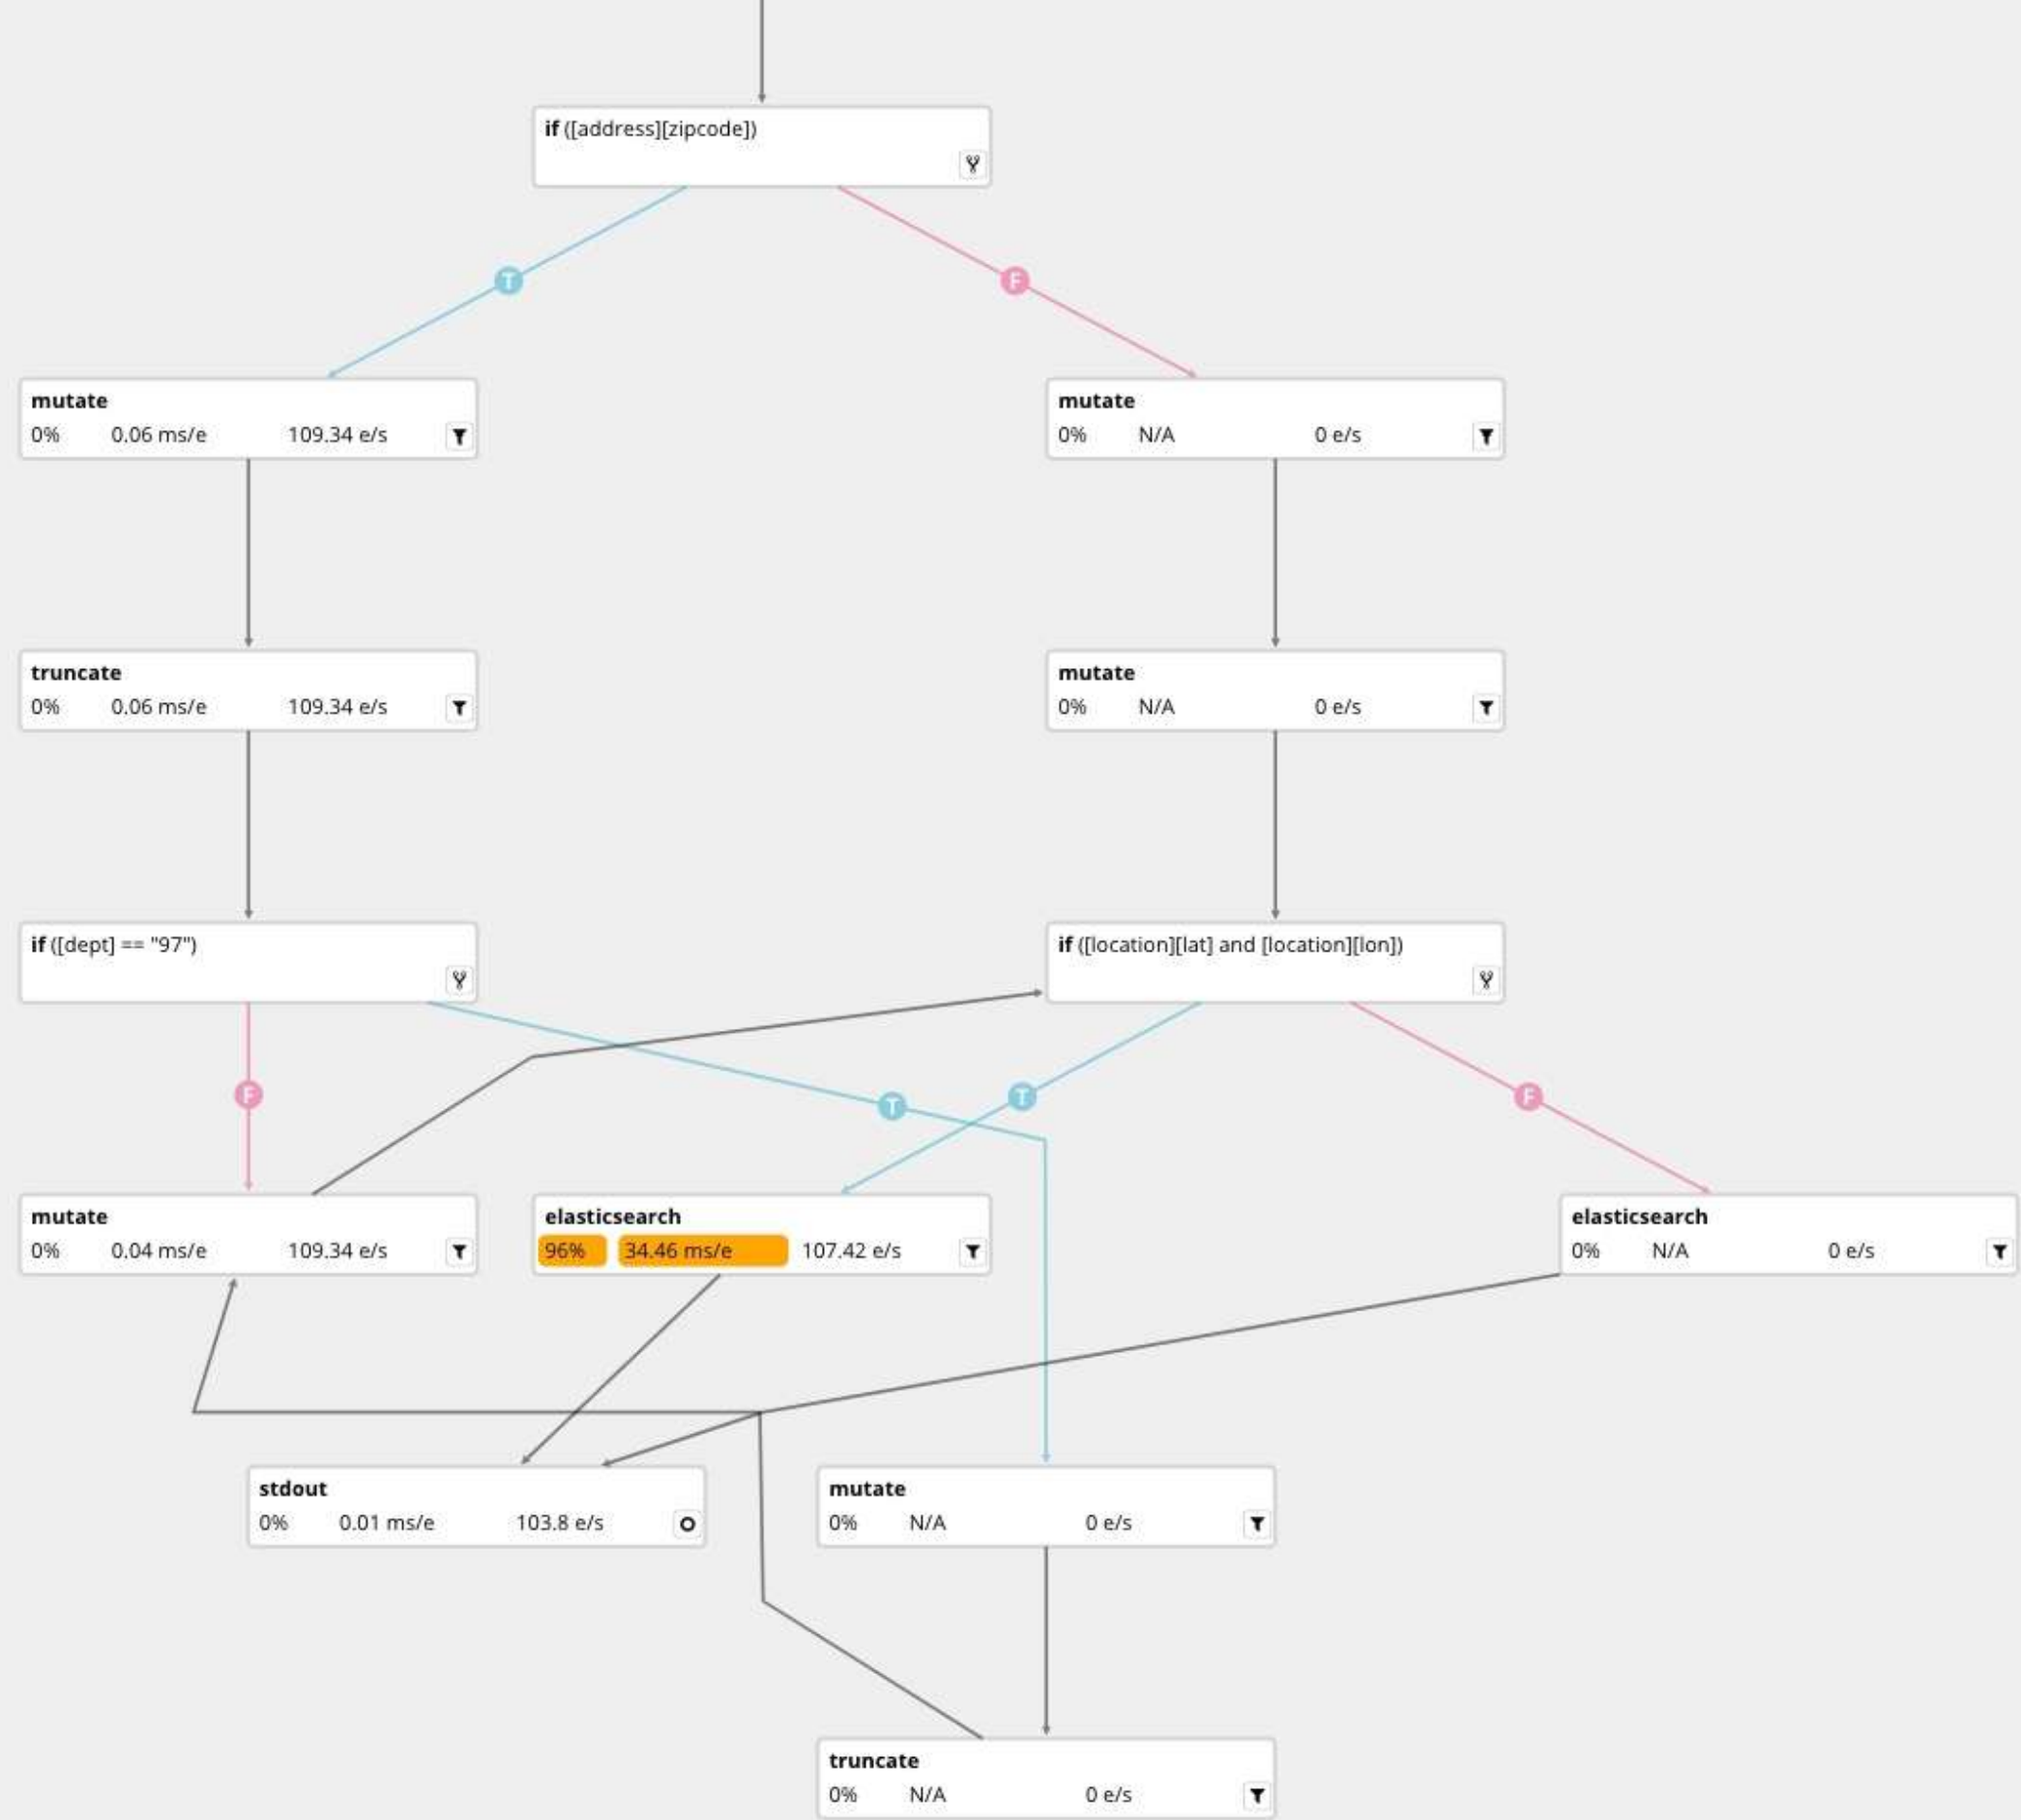 if ([address][zipcode])
T
F
mutate
0% 0.06 ms/e 109.34 e/s
mutate
0% N/A 0 e/s
truncate
0% 0.06 ms/e 109.34 e/s
mutate
0% N/A 0 e/s
if ([dept] == "97")
if ([location][lat] and [location][lon])
F
T
T
F
mutate
0% 0.04 ms/e 109.34 e/s
elasticsearch
96% 34.46 ms/e 107.42 e/s
elasticsearch
0% N/A 0 e/s
stdout
0% 0.01 ms/e 103.8 e/s
mutate
0% N/A 0 e/s
truncate
0% N/A 0 e/s